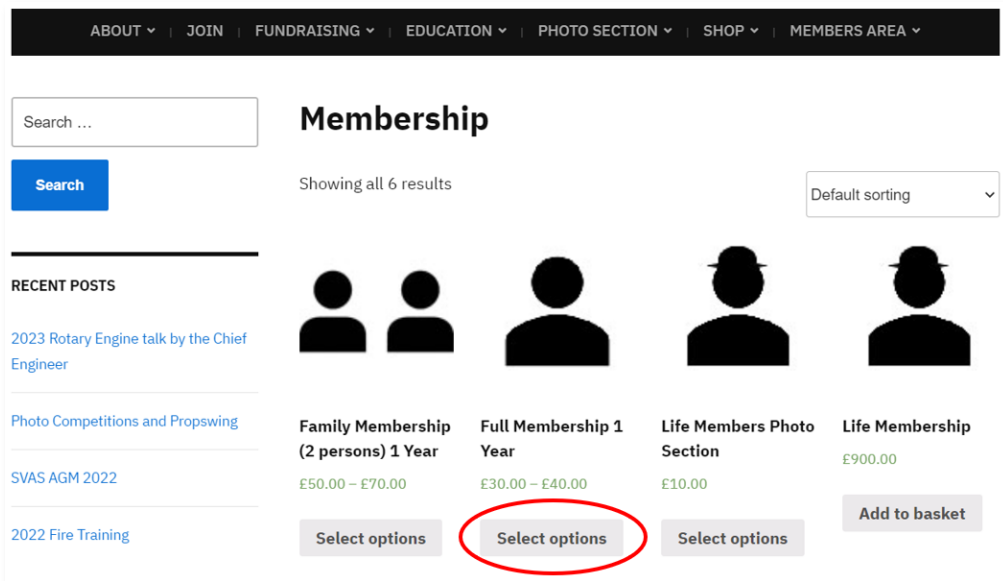 ABOUT | JOIN | FUNDRAISING | EDUCATION | PHOTO SECTION | SHOP | MEMBERS AREA
Search ...
Search
RECENT POSTS
2023 Rotary Engine talk by the Chief
Engineer
Photo Competitions and Propswing
SVAS AGM 2022
2022 Fire Training
Membership
Showing all 6 results
Default sorting
Family Membership
(2 persons) 1 Year
£50.00 – £70.00
Select options
Full Membership 1
Year
£30.00 – £40.00
Select options
Life Members Photo
Section
£10.00
Select options
Life Membership
£900.00
Add to basket